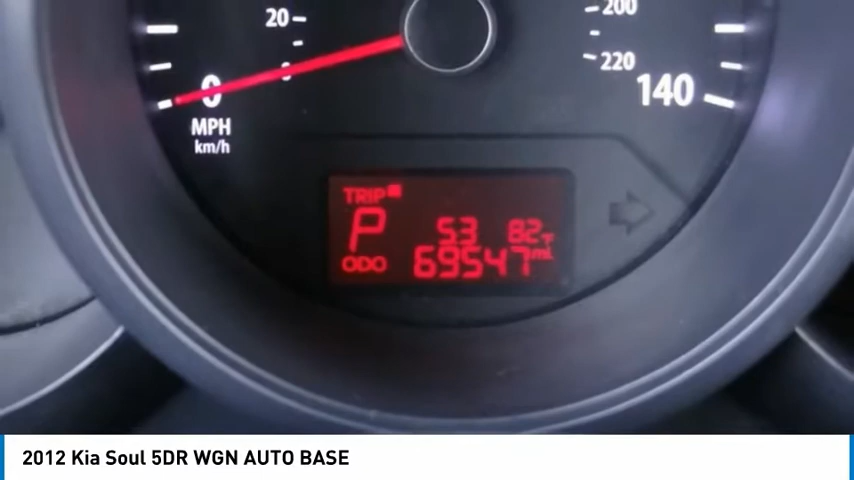 20
200
220
0
140
MPH
km/h
TRIP
P 53 82
ODO 69547 mi
2012 Kia Soul 5DR WGN AUTO BASE